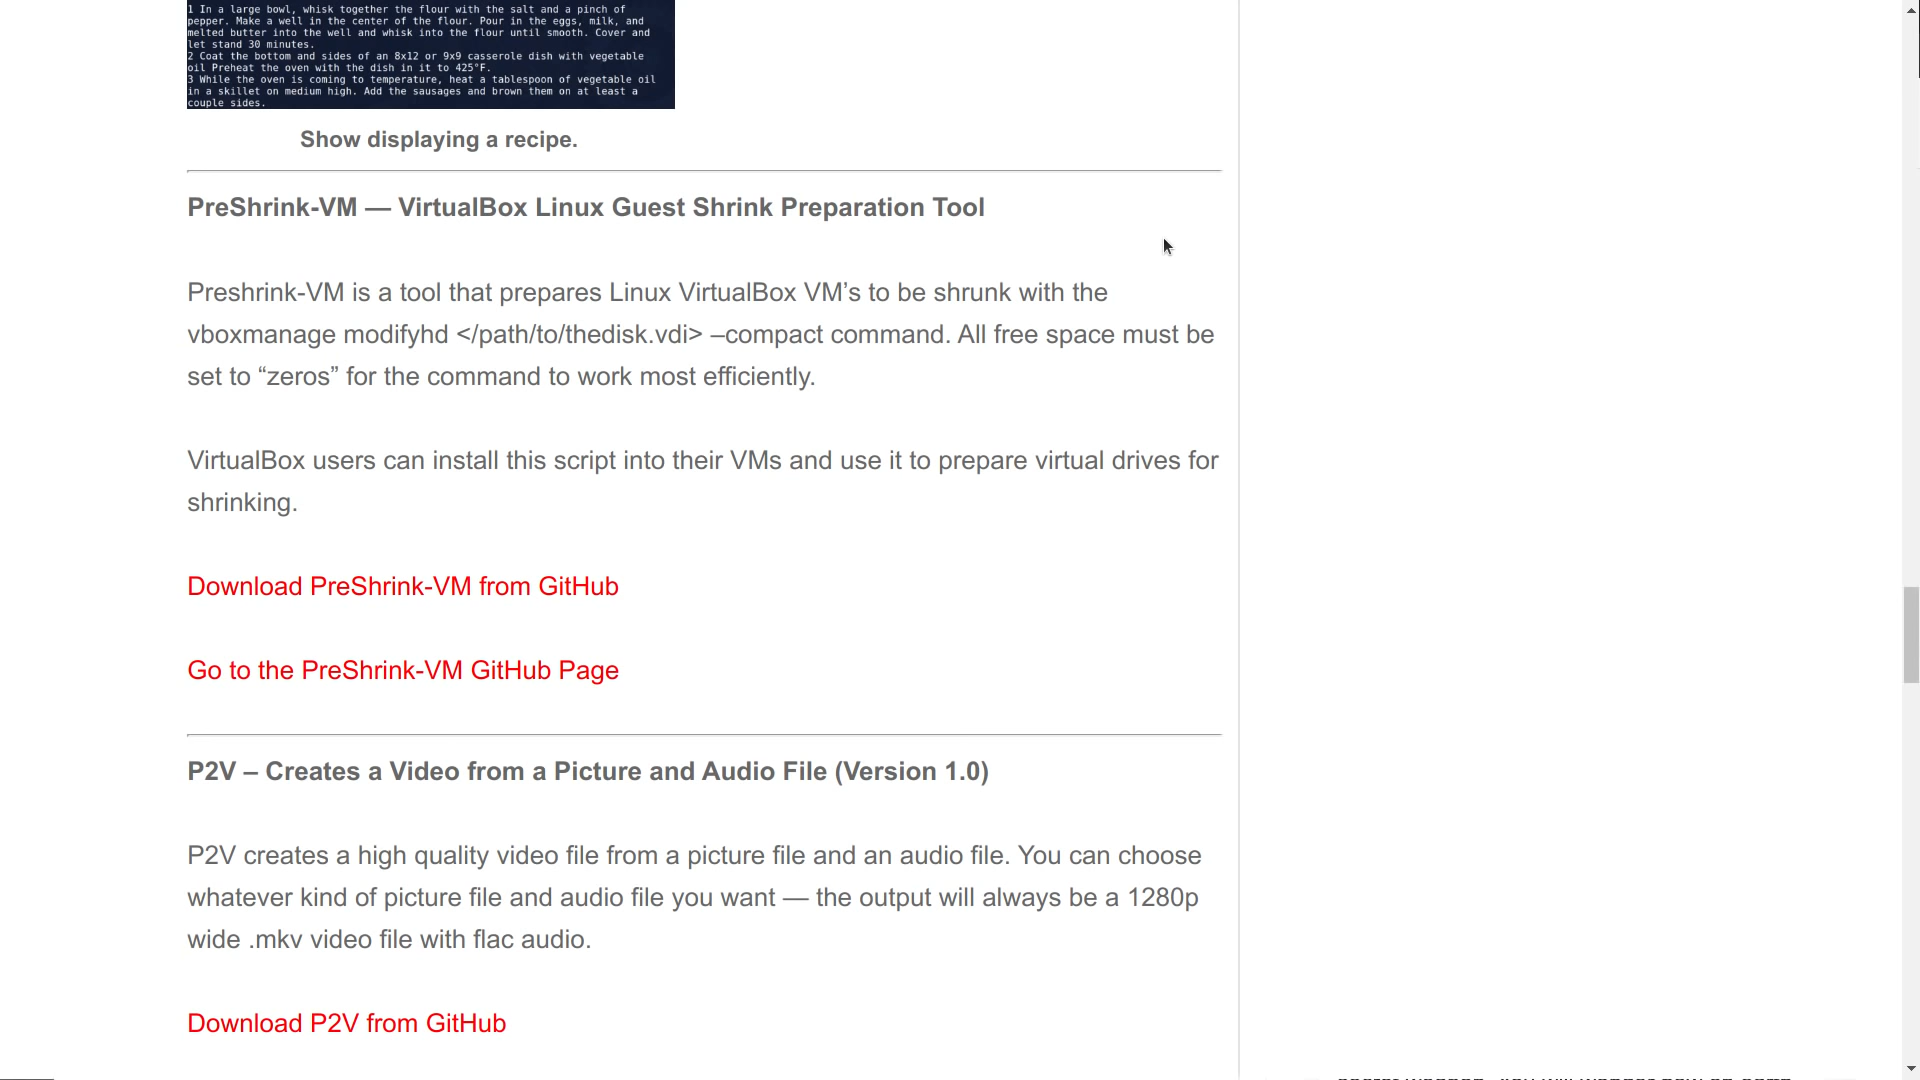 1 In a large bowl, whisk together the flour with the salt and a pinch of
pepper. Make a well in the center of the flour. Pour in the eggs, milk, and
melted butter into the well and whisk into the flour until smooth. Cover and
let stand 30 minutes.
2 Coat the bottom and sides of an 8x12 or 9x9 casserole dish with vegetable
oil Preheat the oven with the dish in it to 425°F.
3 While the oven is coming to temperature, heat a tablespoon of vegetable oil
in a skillet on medium high. Add the sausages and brown them on at least a
couple sides.
Show displaying a recipe.
PreShrink-VM — VirtualBox Linux Guest Shrink Preparation Tool
Preshrink-VM is a tool that prepares Linux VirtualBox VM’s to be shrunk with the
vboxmanage modifyhd </path/to/thedisk.vdi> –compact command. All free space must be
set to “zeros” for the command to work most efficiently.
VirtualBox users can install this script into their VMs and use it to prepare virtual drives for
shrinking.
Download PreShrink-VM from GitHub
Go to the PreShrink-VM GitHub Page
P2V – Creates a Video from a Picture and Audio File (Version 1.0)
P2V creates a high quality video file from a picture file and an audio file. You can choose
whatever kind of picture file and audio file you want — the output will always be a 1280p
wide .mkv video file with flac audio.
Download P2V from GitHub